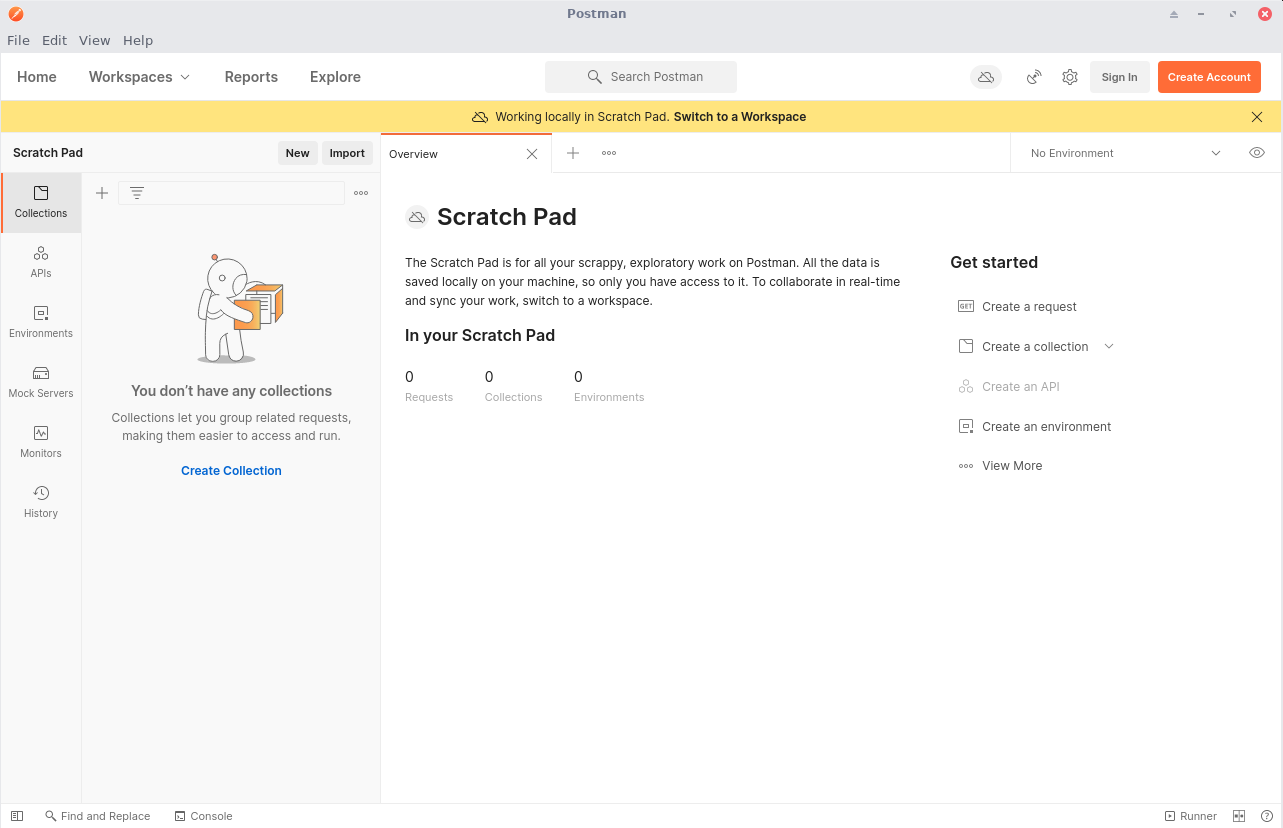 Postman
File Edit View Help
Home Workspaces Reports Explore Search Postman Sign In Create Account
Working locally in Scratch Pad. Switch to a Workspace
Scratch Pad New Import Overview No Environment
Collections
APIs
Environments
Mock Servers
Monitors
History
You don’t have any collections
Collections let you group related requests,
making them easier to access and run.
Create Collection
Scratch Pad
The Scratch Pad is for all your scrappy, exploratory work on Postman. All the data is
saved locally on your machine, so only you have access to it. To collaborate in real-time
and sync your work, switch to a workspace.
In your Scratch Pad
0 0 0
Requests Collections Environments
Get started
GET Create a request
Create a collection
Create an API
Create an environment
View More
Find and Replace Console Runner